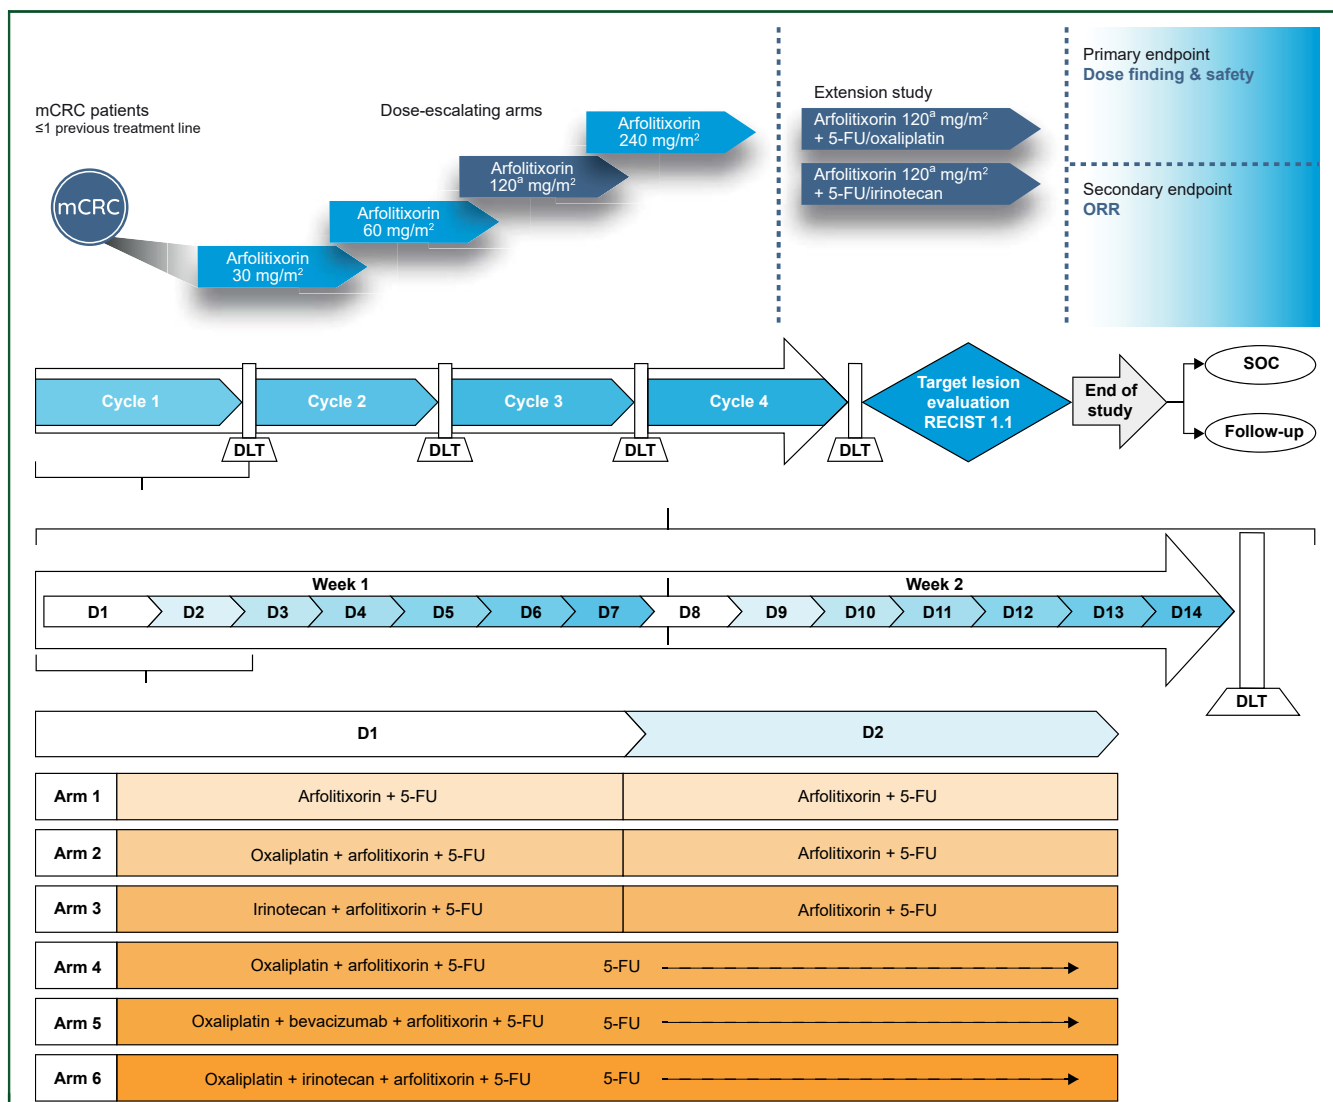 mCRC patients
≤1 previous treatment line
mCRC
Dose-escalating arms
Arfolitixorin
30 mg/m²
Arfolitixorin
60 mg/m²
Arfolitixorin
120ª mg/m²
Arfolitixorin
240 mg/m²
Extension study
Arfolitixorin 120ª mg/m²
+ 5-FU/oxaliplatin
Arfolitixorin 120ª mg/m²
+ 5-FU/irinotecan
Primary endpoint
Dose finding & safety
Secondary endpoint
ORR
Cycle 1
Cycle 2
Cycle 3
Cycle 4
DLT
DLT
DLT
DLT
Target lesion
evaluation
RECIST 1.1
End of
study
SOC
Follow-up
Week 1
Week 2
D1 D2 D3 D4 D5 D6 D7 D8 D9 D10 D11 D12 D13 D14
DLT
D1 D2
Arm 1 Arfolitixorin + 5-FU Arfolitixorin + 5-FU
Arm 2 Oxaliplatin + arfolitixorin + 5-FU Arfolitixorin + 5-FU
Arm 3 Irinotecan + arfolitixorin + 5-FU Arfolitixorin + 5-FU
Arm 4 Oxaliplatin + arfolitixorin + 5-FU 5-FU
Arm 5 Oxaliplatin + bevacizumab + arfolitixorin + 5-FU 5-FU
Arm 6 Oxaliplatin + irinotecan + arfolitixorin + 5-FU 5-FU